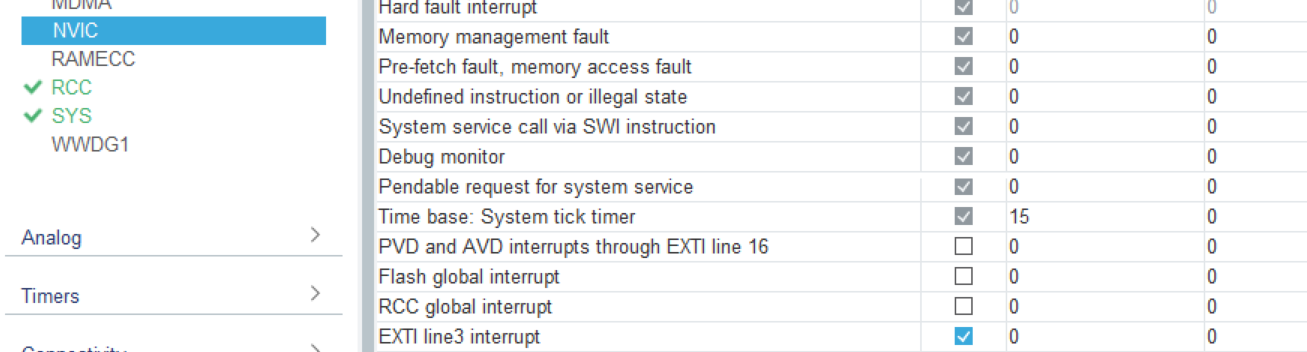 MDMA
NVIC
RAMECC
RCC
SYS
WWDG1
Analog
Timers
Connectivity
Hard fault interrupt 0 0
Memory management fault 0 0
Pre-fetch fault, memory access fault 0 0
Undefined instruction or illegal state 0 0
System service call via SWI instruction 0 0
Debug monitor 0 0
Pendable request for system service 0 0
Time base: System tick timer 15 0
PVD and AVD interrupts through EXTI line 16 0 0
Flash global interrupt 0 0
RCC global interrupt 0 0
EXTI line3 interrupt 0 0